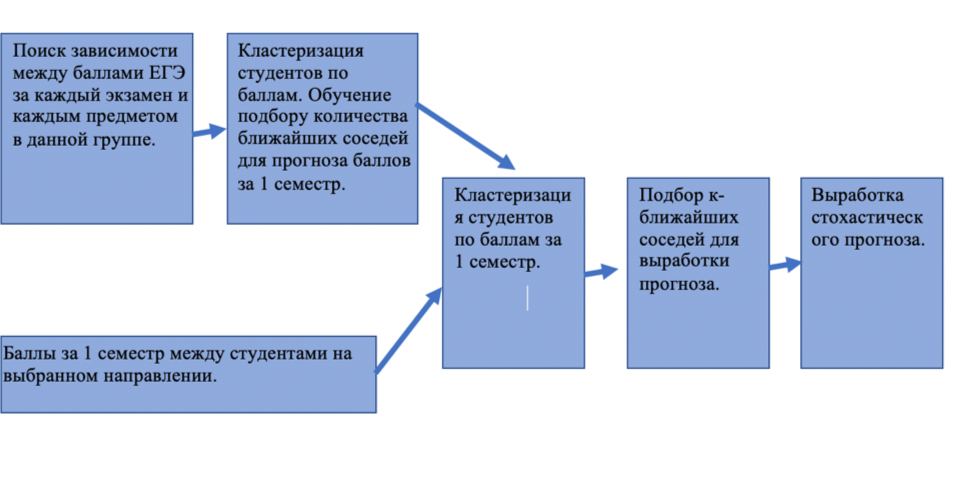 Поиск зависимости
между баллами ЕГЭ
за каждый экзамен и
каждым предметом
в данной группе.
Кластеризация
студентов по
баллам. Обучение
подбору количества
ближайших соседей
для прогноза баллов
за 1 семестр.
Кластеризаци
я студентов
по баллам за
1 семестр.
Подбор к-
ближайших
соседей для
выработки
прогноза.
Выработка
стохастическ
ого прогноза.
Баллы за 1 семестр между студентами на
выбранном направлении.